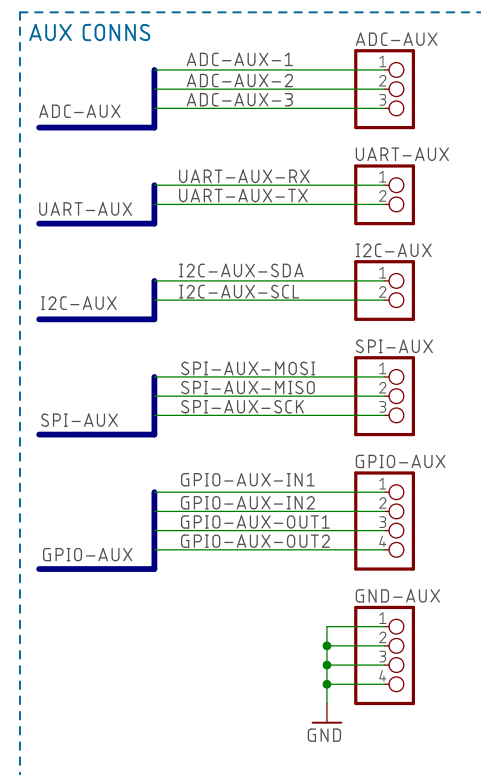 AUX CONNS
ADC-AUX
ADC-AUX-1 1
ADC-AUX-2 2
ADC-AUX-3 3
ADC-AUX
UART-AUX
UART-AUX-RX 1
UART-AUX-TX 2
UART-AUX
I2C-AUX
I2C-AUX-SDA 1
I2C-AUX-SCL 2
I2C-AUX
SPI-AUX
SPI-AUX-MOSI 1
SPI-AUX-MISO 2
SPI-AUX-SCK 3
SPI-AUX
GPIO-AUX
GPIO-AUX-IN1 1
GPIO-AUX-IN2 2
GPIO-AUX-OUT1 3
GPIO-AUX-OUT2 4
GPIO-AUX
GND-AUX
1
2
3
4
GND